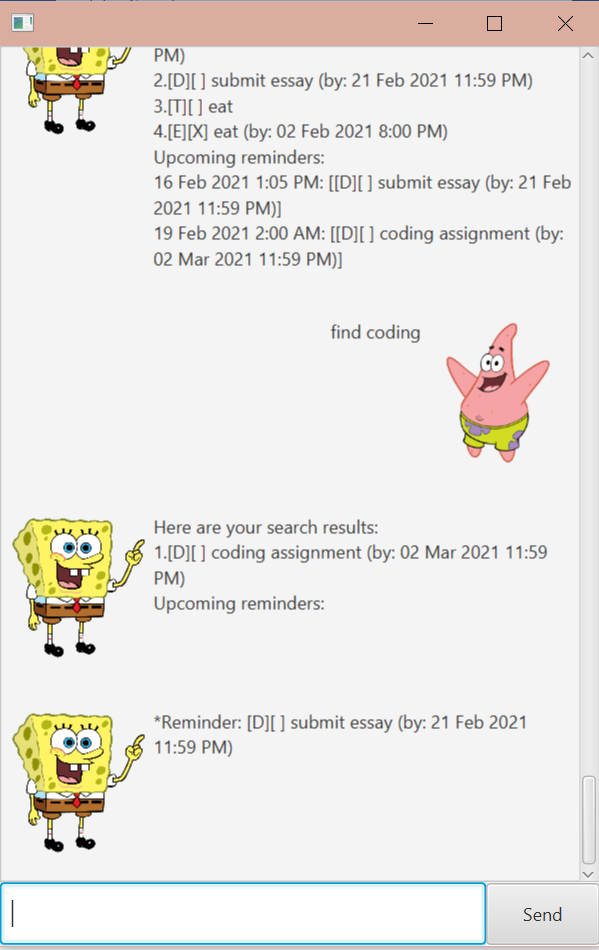 PM)
2.[D][ ] submit essay (by: 21 Feb 2021 11:59 PM)
3.[T][ ] eat
4.[E][X] eat (by: 02 Feb 2021 8:00 PM)
Upcoming reminders:
16 Feb 2021 1:05 PM: [[D][ ] submit essay (by: 21 Feb
2021 11:59 PM)]
19 Feb 2021 2:00 AM: [[D][ ] coding assignment (by:
02 Mar 2021 11:59 PM)]
find coding
Here are your search results:
1.[D][ ] coding assignment (by: 02 Mar 2021 11:59
PM)
Upcoming reminders:
*Reminder: [D][ ] submit essay (by: 21 Feb 2021
11:59 PM)
Send